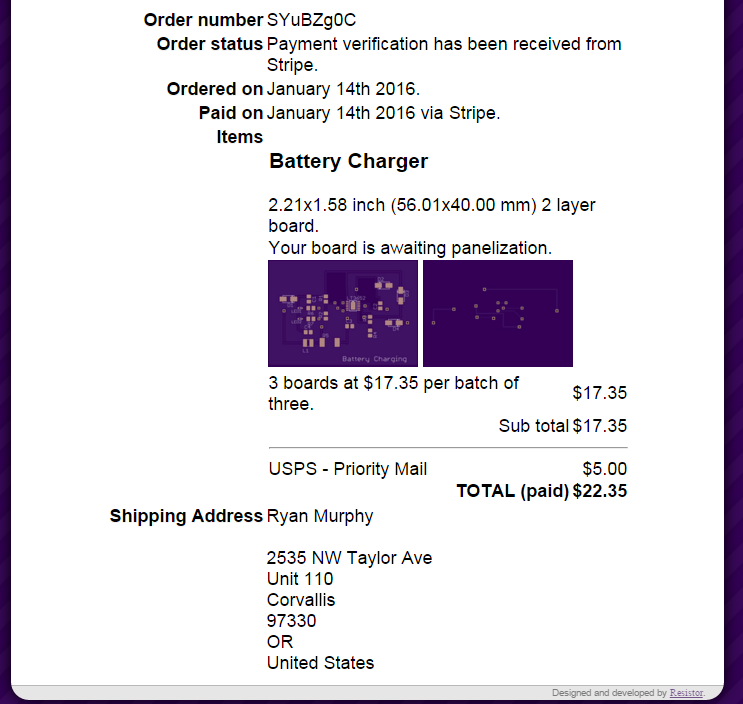 Order number SYuBZg0C
Order status Payment verification has been received from
Stripe.
Ordered on January 14th 2016.
Paid on January 14th 2016 via Stripe.
Items
Battery Charger
2.21x1.58 inch (56.01x40.00 mm) 2 layer
board.
Your board is awaiting panelization.
Battery Charging
3 boards at $17.35 per batch of
three.
$17.35
Sub total $17.35
USPS - Priority Mail $5.00
TOTAL (paid) $22.35
Shipping Address Ryan Murphy
2535 NW Taylor Ave
Unit 110
Corvallis
97330
OR
United States
Designed and developed by Resistor.